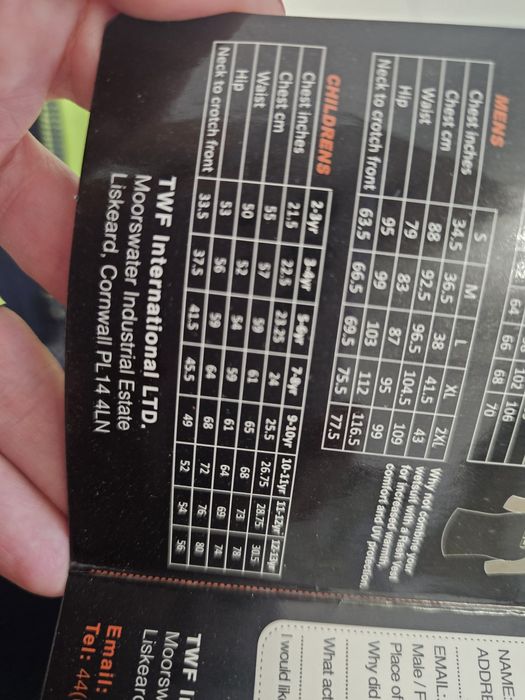 102 106
64 66 68 70
MENS
S M L XL 2XL
Chest inches 34.5 36.5 38 41.5 43
Chest cm 88 92.5 96.5 104.5 109
Waist 79 83 87 95 99
Hip 95 99 103 112 116.5
Neck to crotch front 63.5 66.5 69.5 75.5 77.5
Why not combine your
wetsuit with a Rash Vest
for increased warmth,
comfort and UV protection
CHILDRENS
2-3yr 3-4yr 5-6yr 7-8yr 9-10yr 10-11yr 11-12yr 12-13yr
Chest inches 21.5 22.5 23.25 24 25.5 26.75 28.75 30.5
Chest cm 55 57 59 61 65 68 73 78
Waist 50 52 54 59 61 64 69 74
Hip 53 56 59 64 68 72 76 80
Neck to crotch front 33.5 37.5 41.5 45.5 49 52 54 56
TWF International LTD.
Moorswater Industrial Estate
Liskeard, Cornwall PL14 4LN
NAME:
ADDRE
EMAIL:
Male / F
Place
Why di
What act
I would lik
TWF I
Moorsw
Liskeard
Email:
Tel: 44(